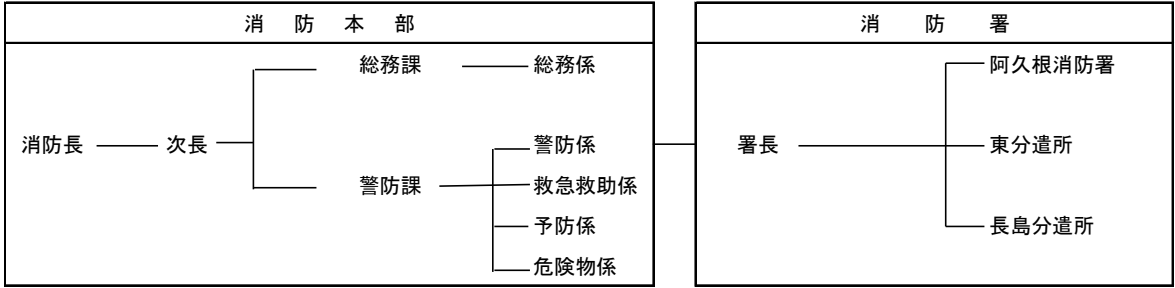 消防本部
総務課 総務係
消防長 次長 警防係
警防課 救急救助係
予防係
危険物係
消防署
阿久根消防署
署長 東分遣所
長島分遣所